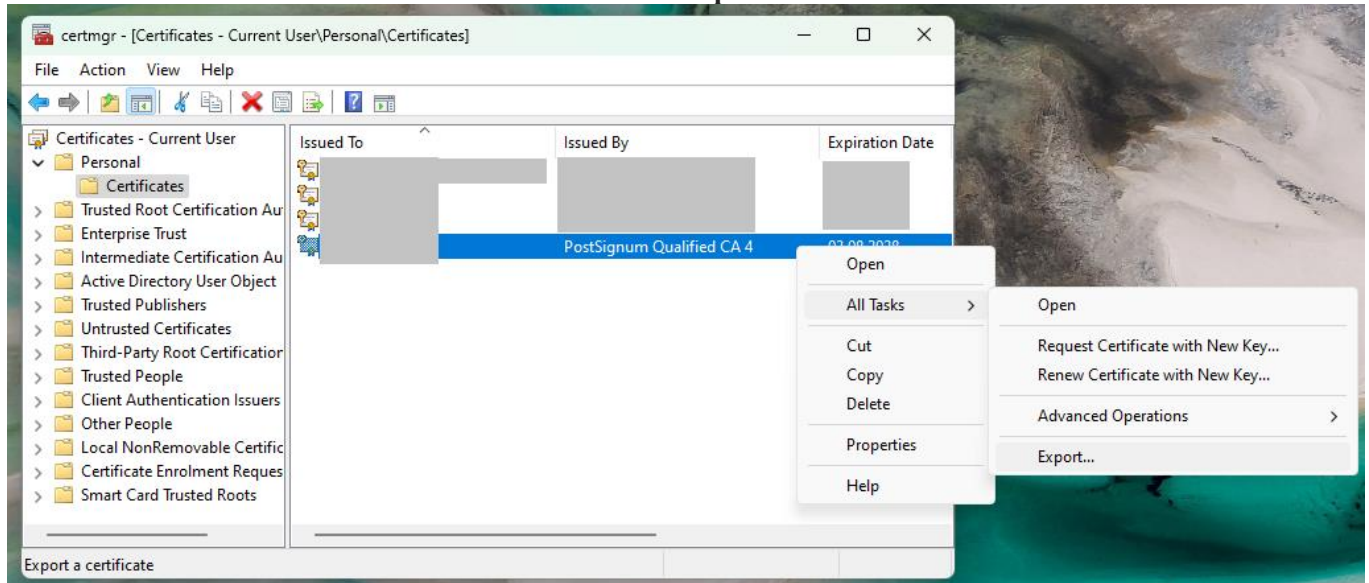 certmgr - [Certificates - Current User\Personal\Certificates]
File Action View Help
Certificates - Current User
Personal
Certificates
Trusted Root Certification Au
Enterprise Trust
Intermediate Certification Au
Active Directory User Object
Trusted Publishers
Untrusted Certificates
Third-Party Root Certification
Trusted People
Client Authentication Issuers
Other People
Local NonRemovable Certific
Certificate Enrolment Reques
Smart Card Trusted Roots
Issued To Issued By Expiration Date
PostSignum Qualified CA 4
Open
All Tasks
Cut
Copy
Delete
Properties
Help
Open
Request Certificate with New Key...
Renew Certificate with New Key...
Advanced Operations
Export...
Export a certificate